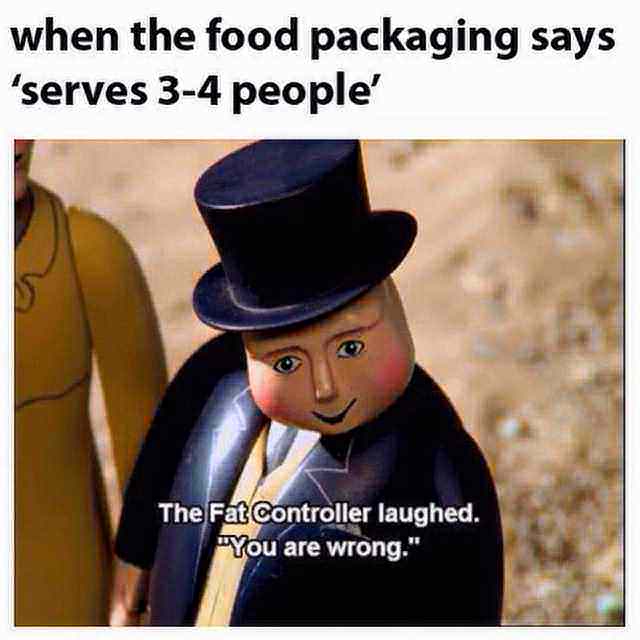 when the food packaging says
‘serves 3-4 people’
The Fat Controller laughed.
"You are wrong."